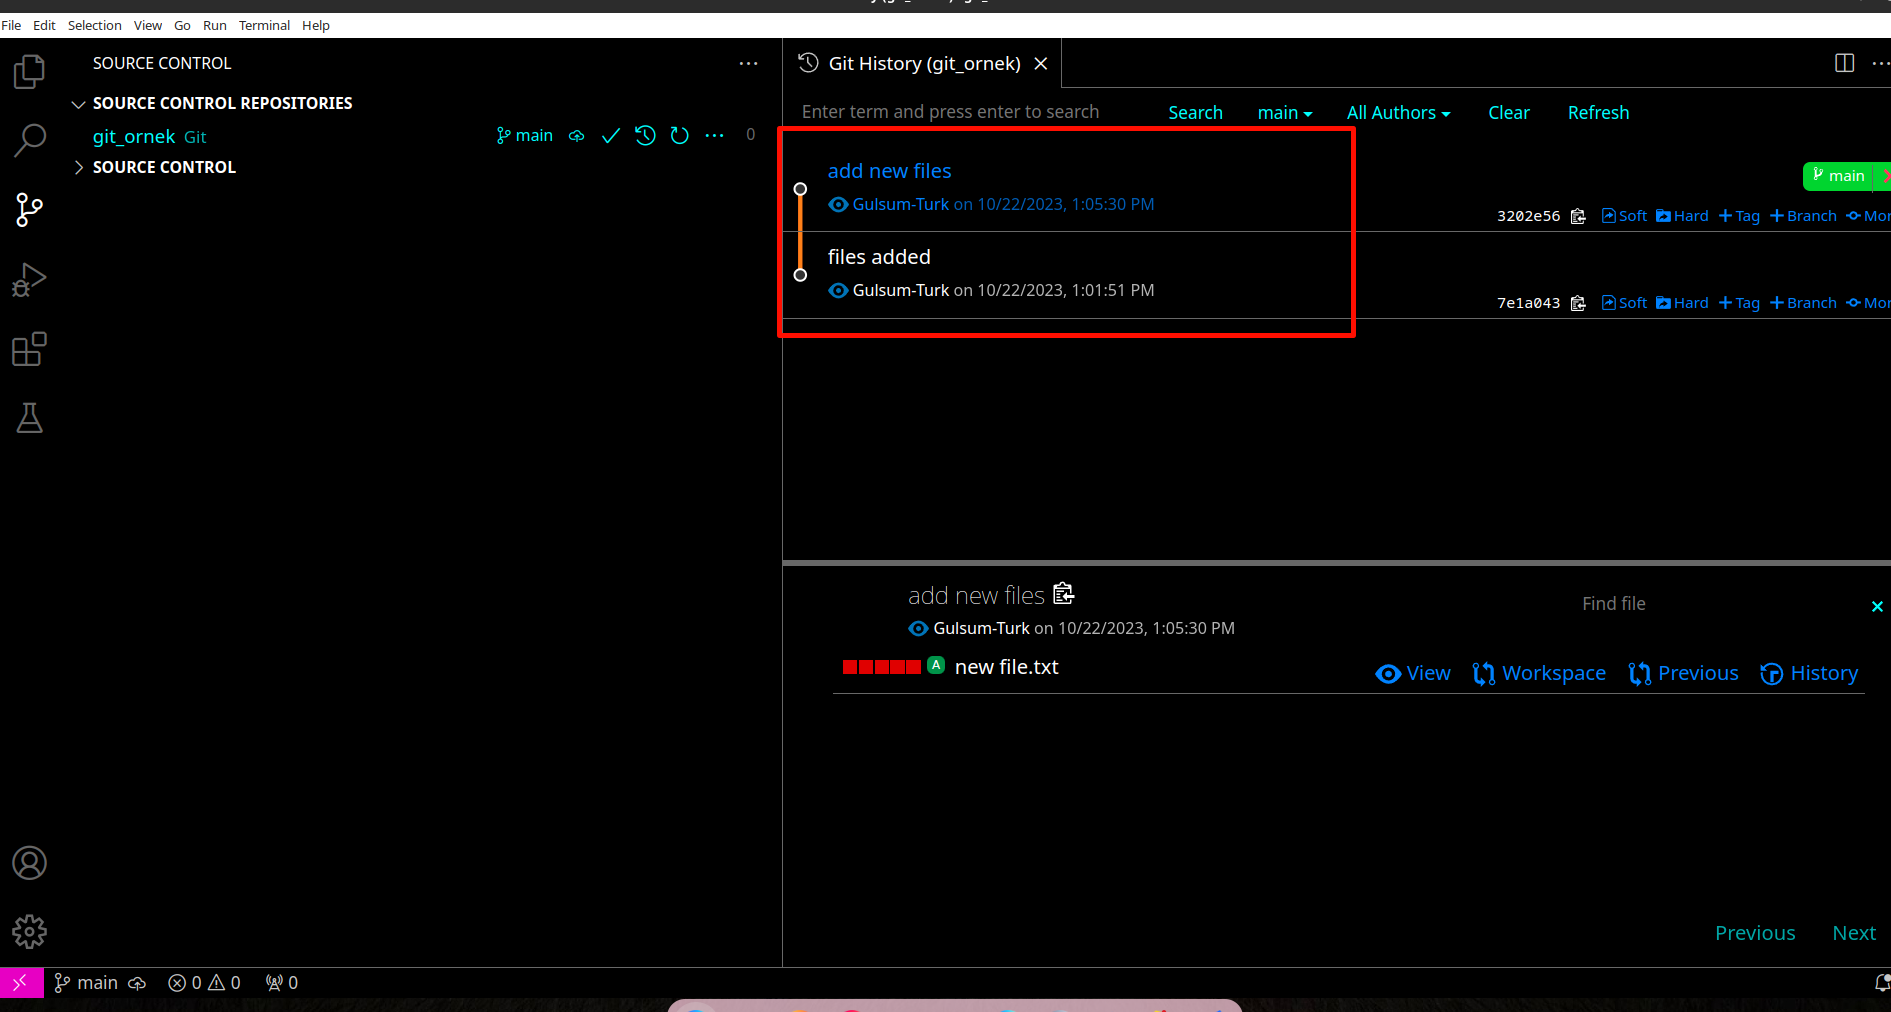 File Edit Selection View Go Run Terminal Help
SOURCE CONTROL
SOURCE CONTROL REPOSITORIES
git_ornek Git main 0
SOURCE CONTROL
Git History (git_ornek)
Enter term and press enter to search Search main All Authors Clear Refresh
add new files
main
Gulsum-Turk on 10/22/2023, 1:05:30 PM
3202e56 Soft Hard + Tag + Branch
files added
Gulsum-Turk on 10/22/2023, 1:01:51 PM
7e1a043 Soft Hard + Tag + Branch
add new files
Find file
Gulsum-Turk on 10/22/2023, 1:05:30 PM
A new file.txt
View Workspace Previous History
Previous Next
main 0 0 0